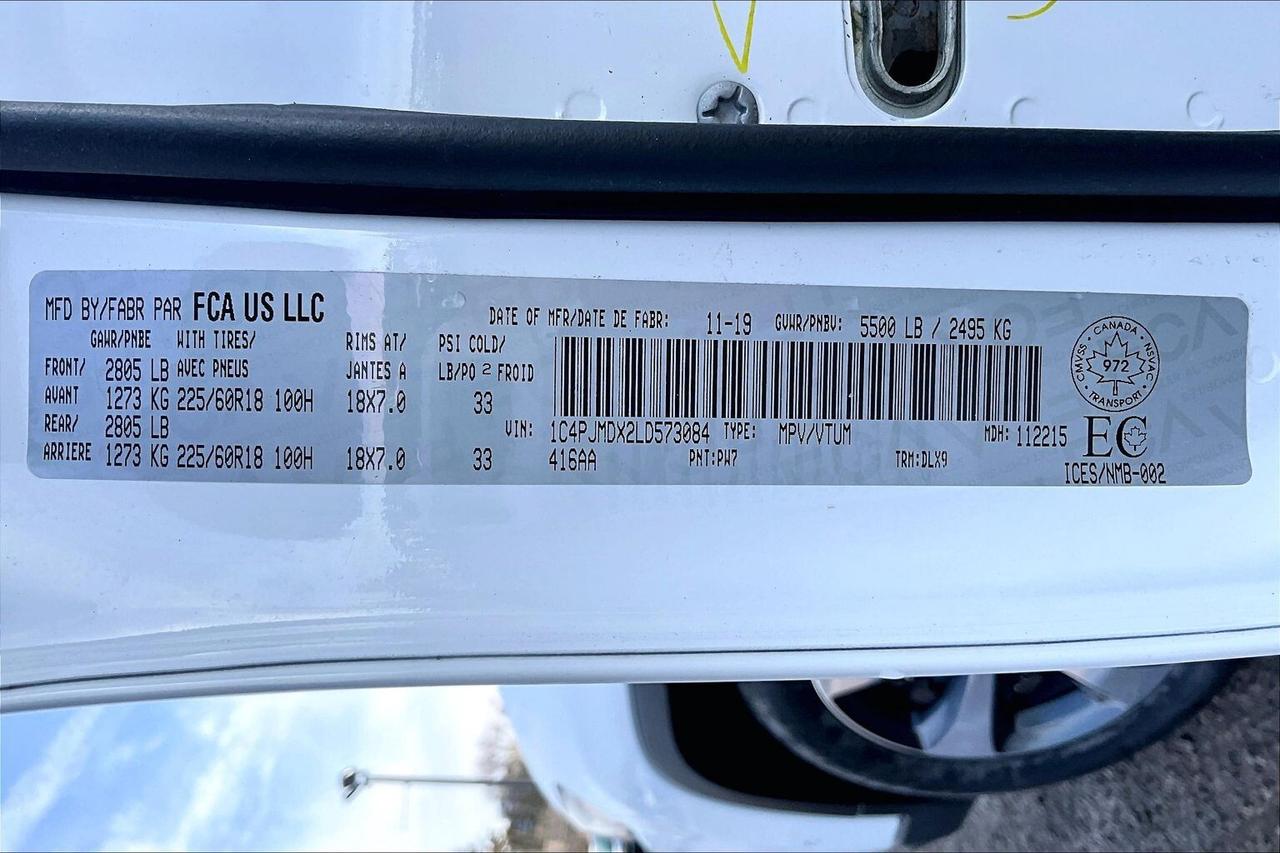 MFD BY/FABR PAR FCA US LLC
DATE OF MFR/DATE DE FABR: 11-19 GVWR/PNBV: 5500 LB / 2495 KG
GAWR/PNBE WITH TIRES/ RIMS AT/ PSI COLD/
FRONT/ 2805 LB AVEC PNEUS JANTES A LB/PO 2 FROID
AVANT 1273 KG 225/60R18 100H 18X7.0 33
REAR/ 2805 LB
ARRIERE 1273 KG 225/60R18 100H 18X7.0 33
VIN: 1C4PJMDX2LD573084 TYPE: MPV/VTUM MDH: 112215
416AA PNT:PW7 TRM:DLX9
CANADA
CMVSS 972 NSVAC
TRANSPORT
EC
ICES/NMB-002